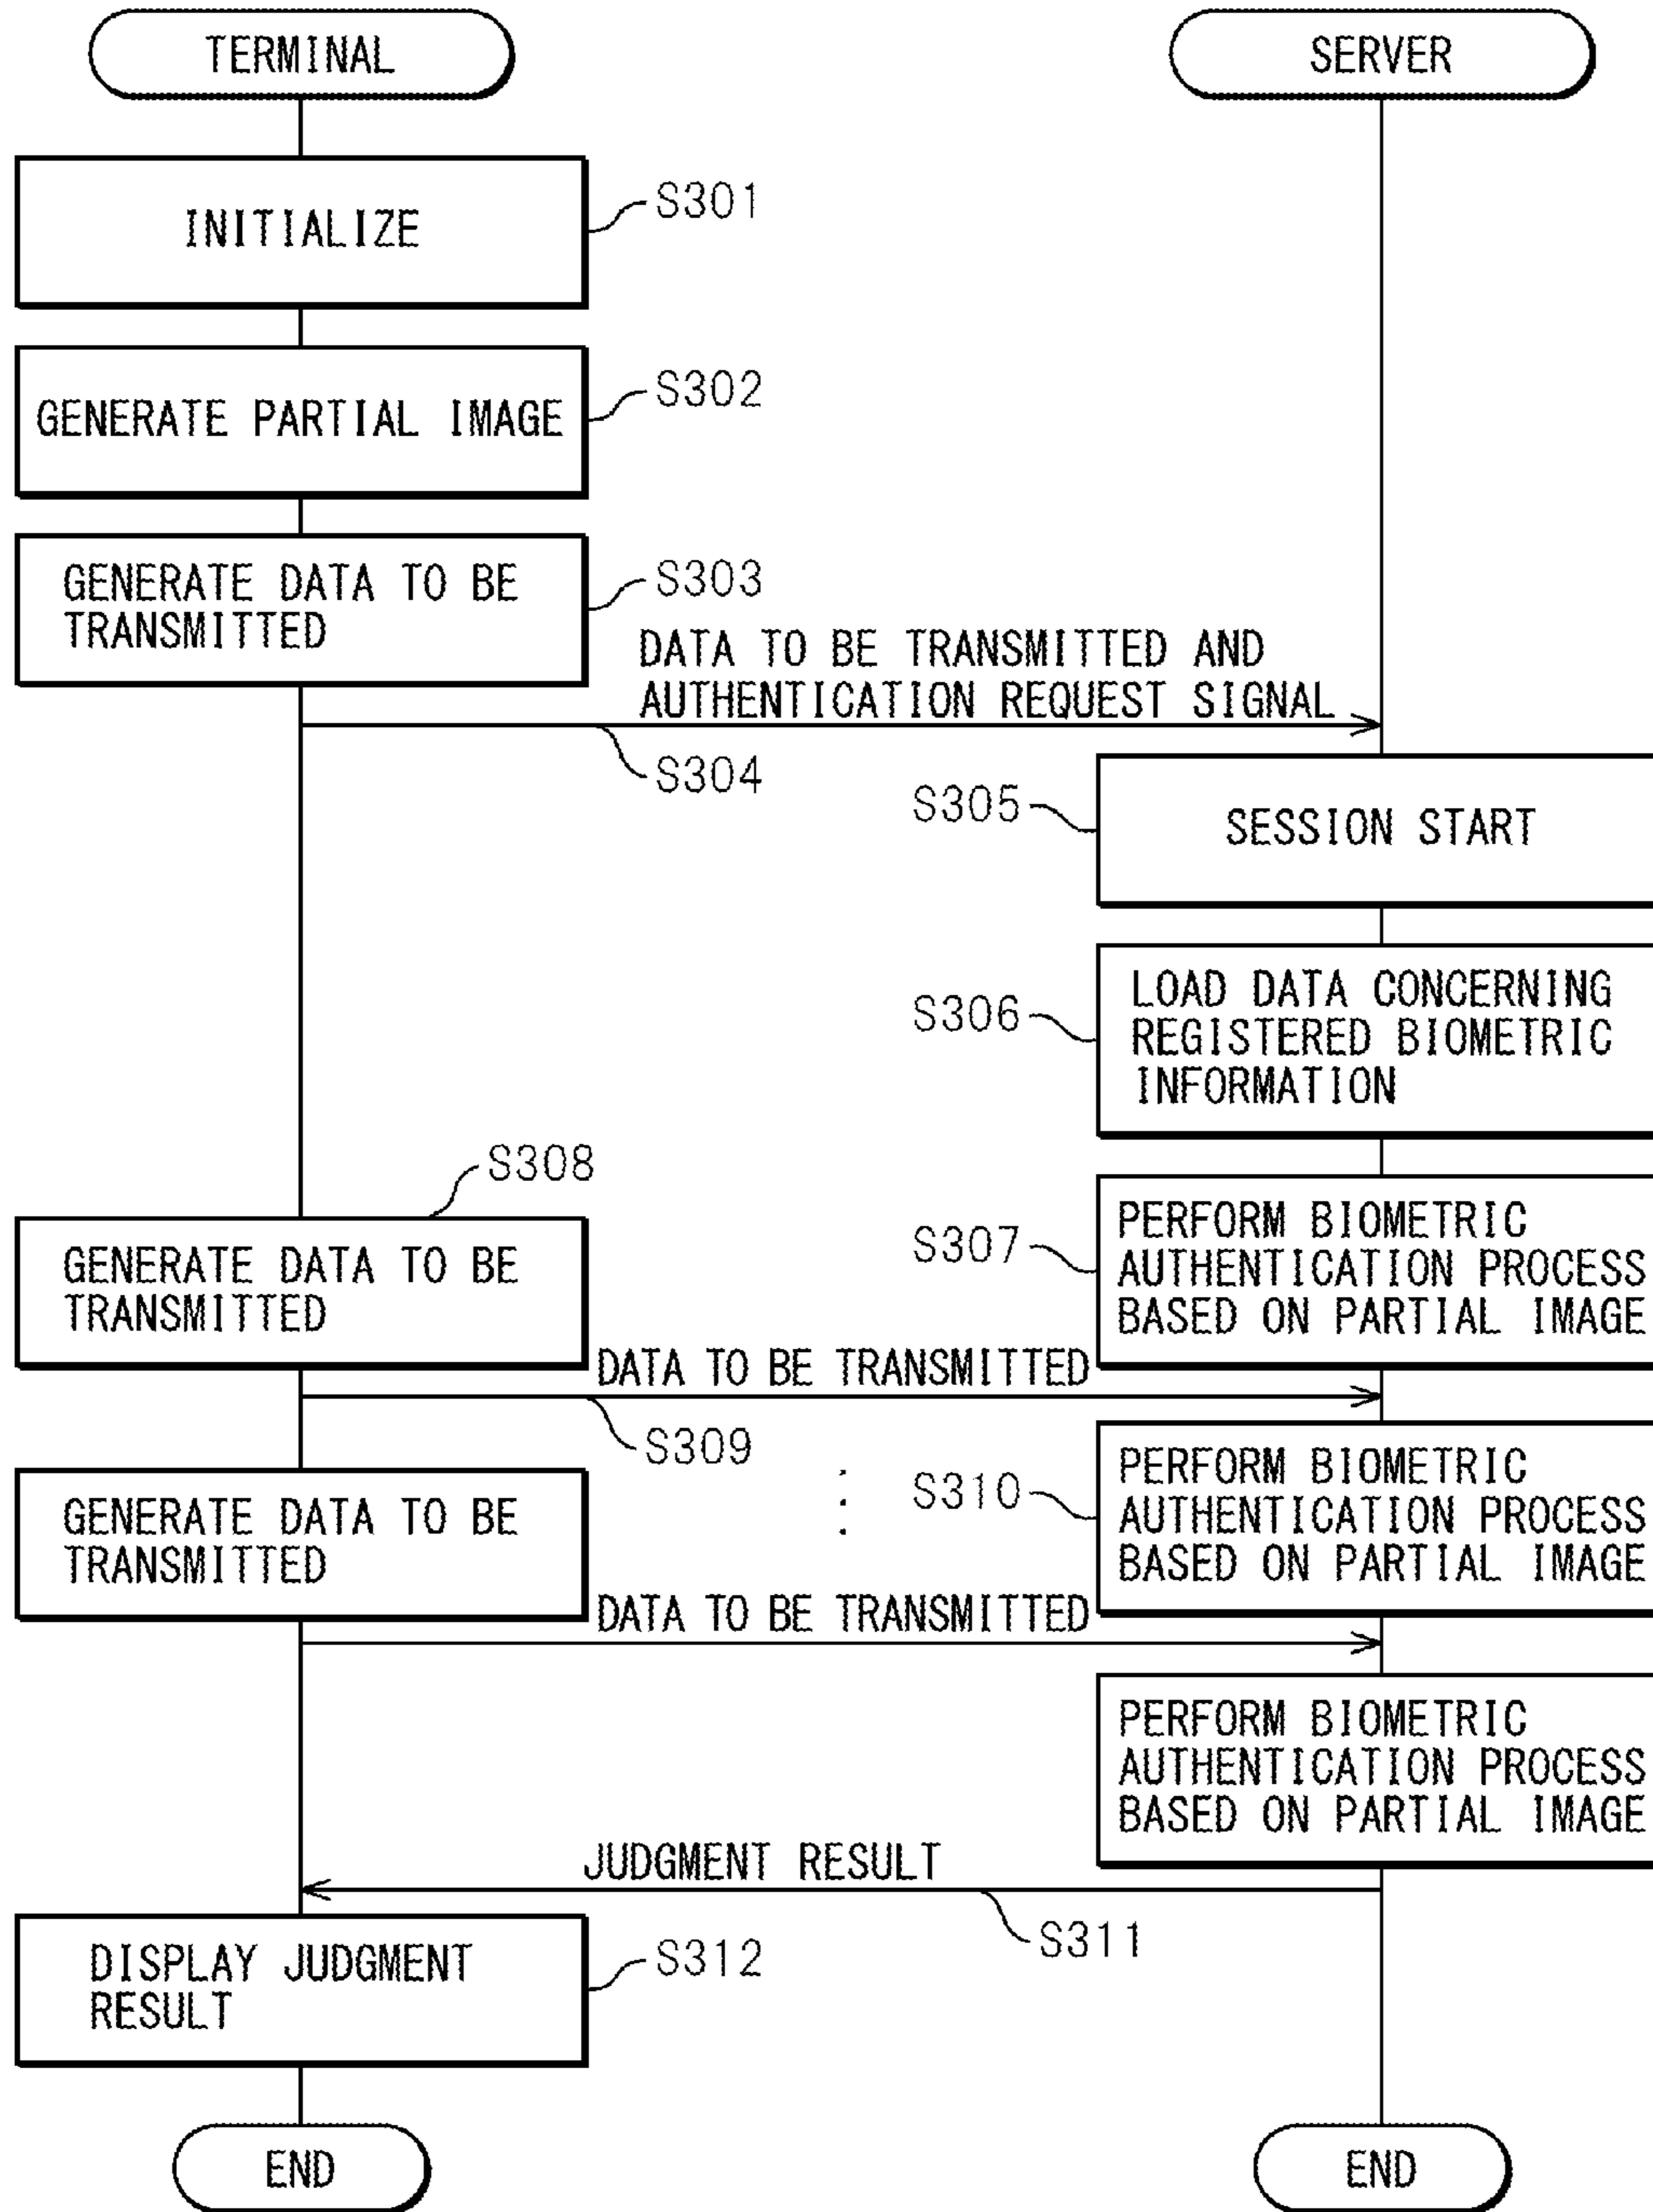 TERMINAL
SERVER
INITIALIZE
S301
GENERATE PARTIAL IMAGE
S302
GENERATE DATA TO BE
TRANSMITTED
S303
DATA TO BE TRANSMITTED AND
AUTHENTICATION REQUEST SIGNAL
S304
S305
SESSION START
S306
LOAD DATA CONCERNING
REGISTERED BIOMETRIC
INFORMATION
S308
GENERATE DATA TO BE
TRANSMITTED
S307
PERFORM BIOMETRIC
AUTHENTICATION PROCESS
BASED ON PARTIAL IMAGE
DATA TO BE TRANSMITTED
S309
GENERATE DATA TO BE
TRANSMITTED
S310
PERFORM BIOMETRIC
AUTHENTICATION PROCESS
BASED ON PARTIAL IMAGE
DATA TO BE TRANSMITTED
PERFORM BIOMETRIC
AUTHENTICATION PROCESS
BASED ON PARTIAL IMAGE
JUDGMENT RESULT
S311
DISPLAY JUDGMENT
RESULT
S312
END
END